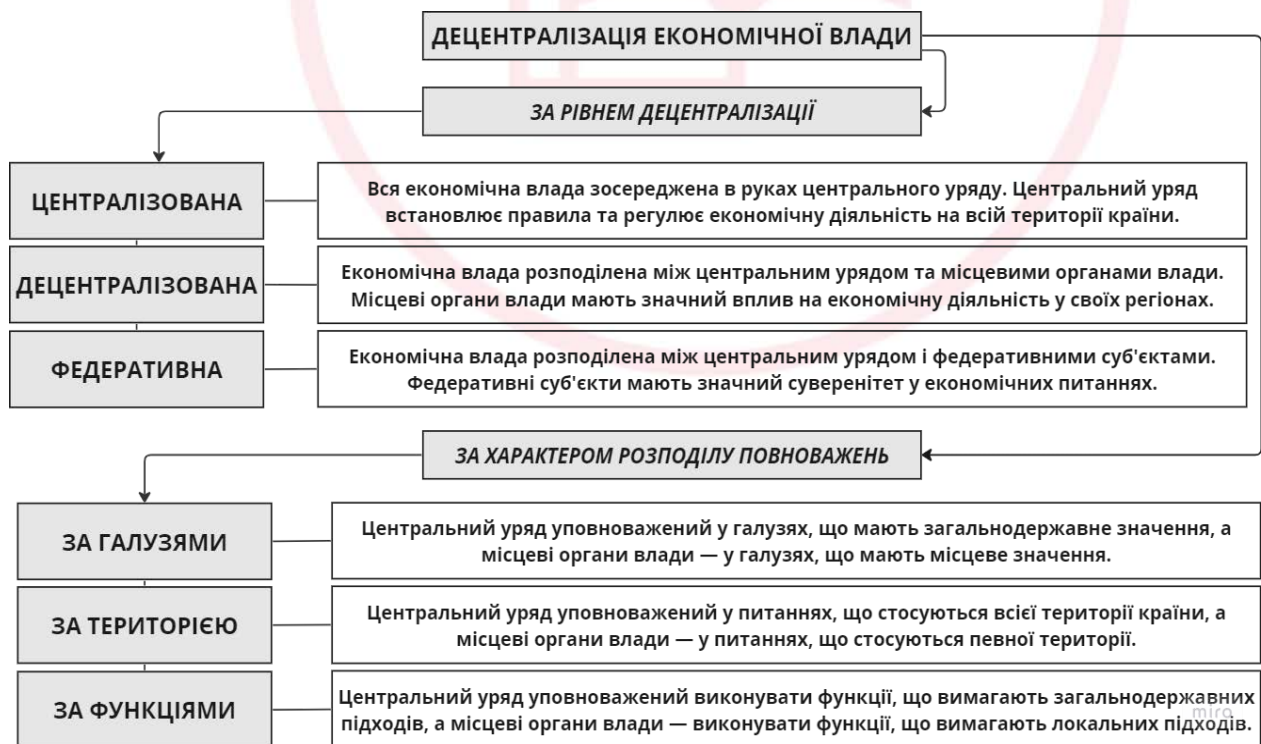 ДЕЦЕНТРАЛІЗАЦІЯ ЕКОНОМІЧНОЇ ВЛАДИ
ЗА РІВНЕМ ДЕЦЕНТРАЛІЗАЦІЇ
ЦЕНТРАЛІЗОВАНА
Вся економічна влада зосереджена в руках центрального уряду. Центральний уряд
встановлює правила та регулює економічну діяльність на всій території країни.
ДЕЦЕНТРАЛІЗОВАНА
Економічна влада розподілена між центральним урядом та місцевими органами влади.
Місцеві органи влади мають значний вплив на економічну діяльність у своїх регіонах.
ФЕДЕРАТИВНА
Економічна влада розподілена між центральним урядом і федеративними суб'єктами.
Федеративні суб'єкти мають значний суверенітет у економічних питаннях.
ЗА ХАРАКТЕРОМ РОЗПОДІЛУ ПОВНОВАЖЕНЬ
ЗА ГАЛУЗЯМИ
Центральний уряд уповноважений у галузях, що мають загальнодержавне значення, а
місцеві органи влади — у галузях, що мають місцеве значення.
ЗА ТЕРИТОРІЄЮ
Центральний уряд уповноважений у питаннях, що стосуються всієї території країни, а
місцеві органи влади — у питаннях, що стосуються певної території.
ЗА ФУНКЦІЯМИ
Центральний уряд уповноважений виконувати функції, що вимагають загальнодержавних
підходів, а місцеві органи влади — виконувати функції, що вимагають локальних підходів.
miro